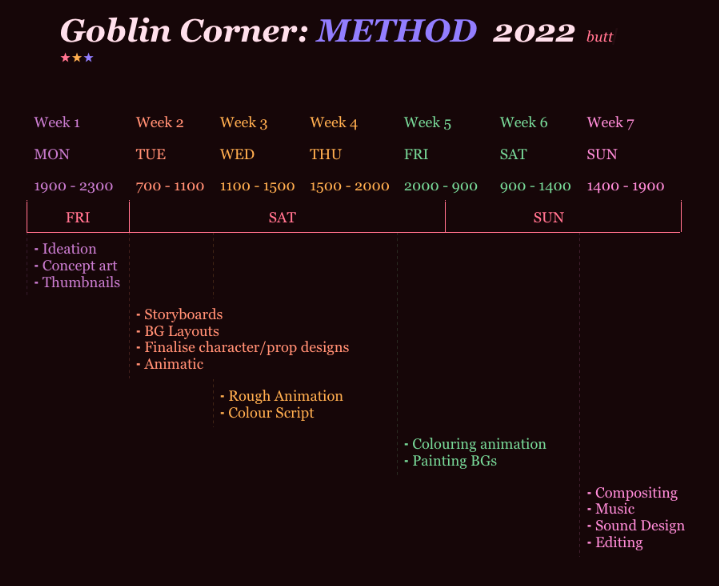 Goblin Corner: METHOD 2022 butt
Week 1 Week 2 Week 3 Week 4 Week 5 Week 6 Week 7
MON TUE WED THU FRI SAT SUN
1900 - 2300 700 - 1100 1100 - 1500 1500 - 2000 2000 - 900 900 - 1400 1400 - 1900
FRI SAT SUN
- Ideation
- Concept art
- Thumbnails
- Storyboards
- BG Layouts
- Finalise character/prop designs
- Animatic
- Rough Animation
- Colour Script
- Colouring animation
- Painting BGs
- Compositing
- Music
- Sound Design
- Editing